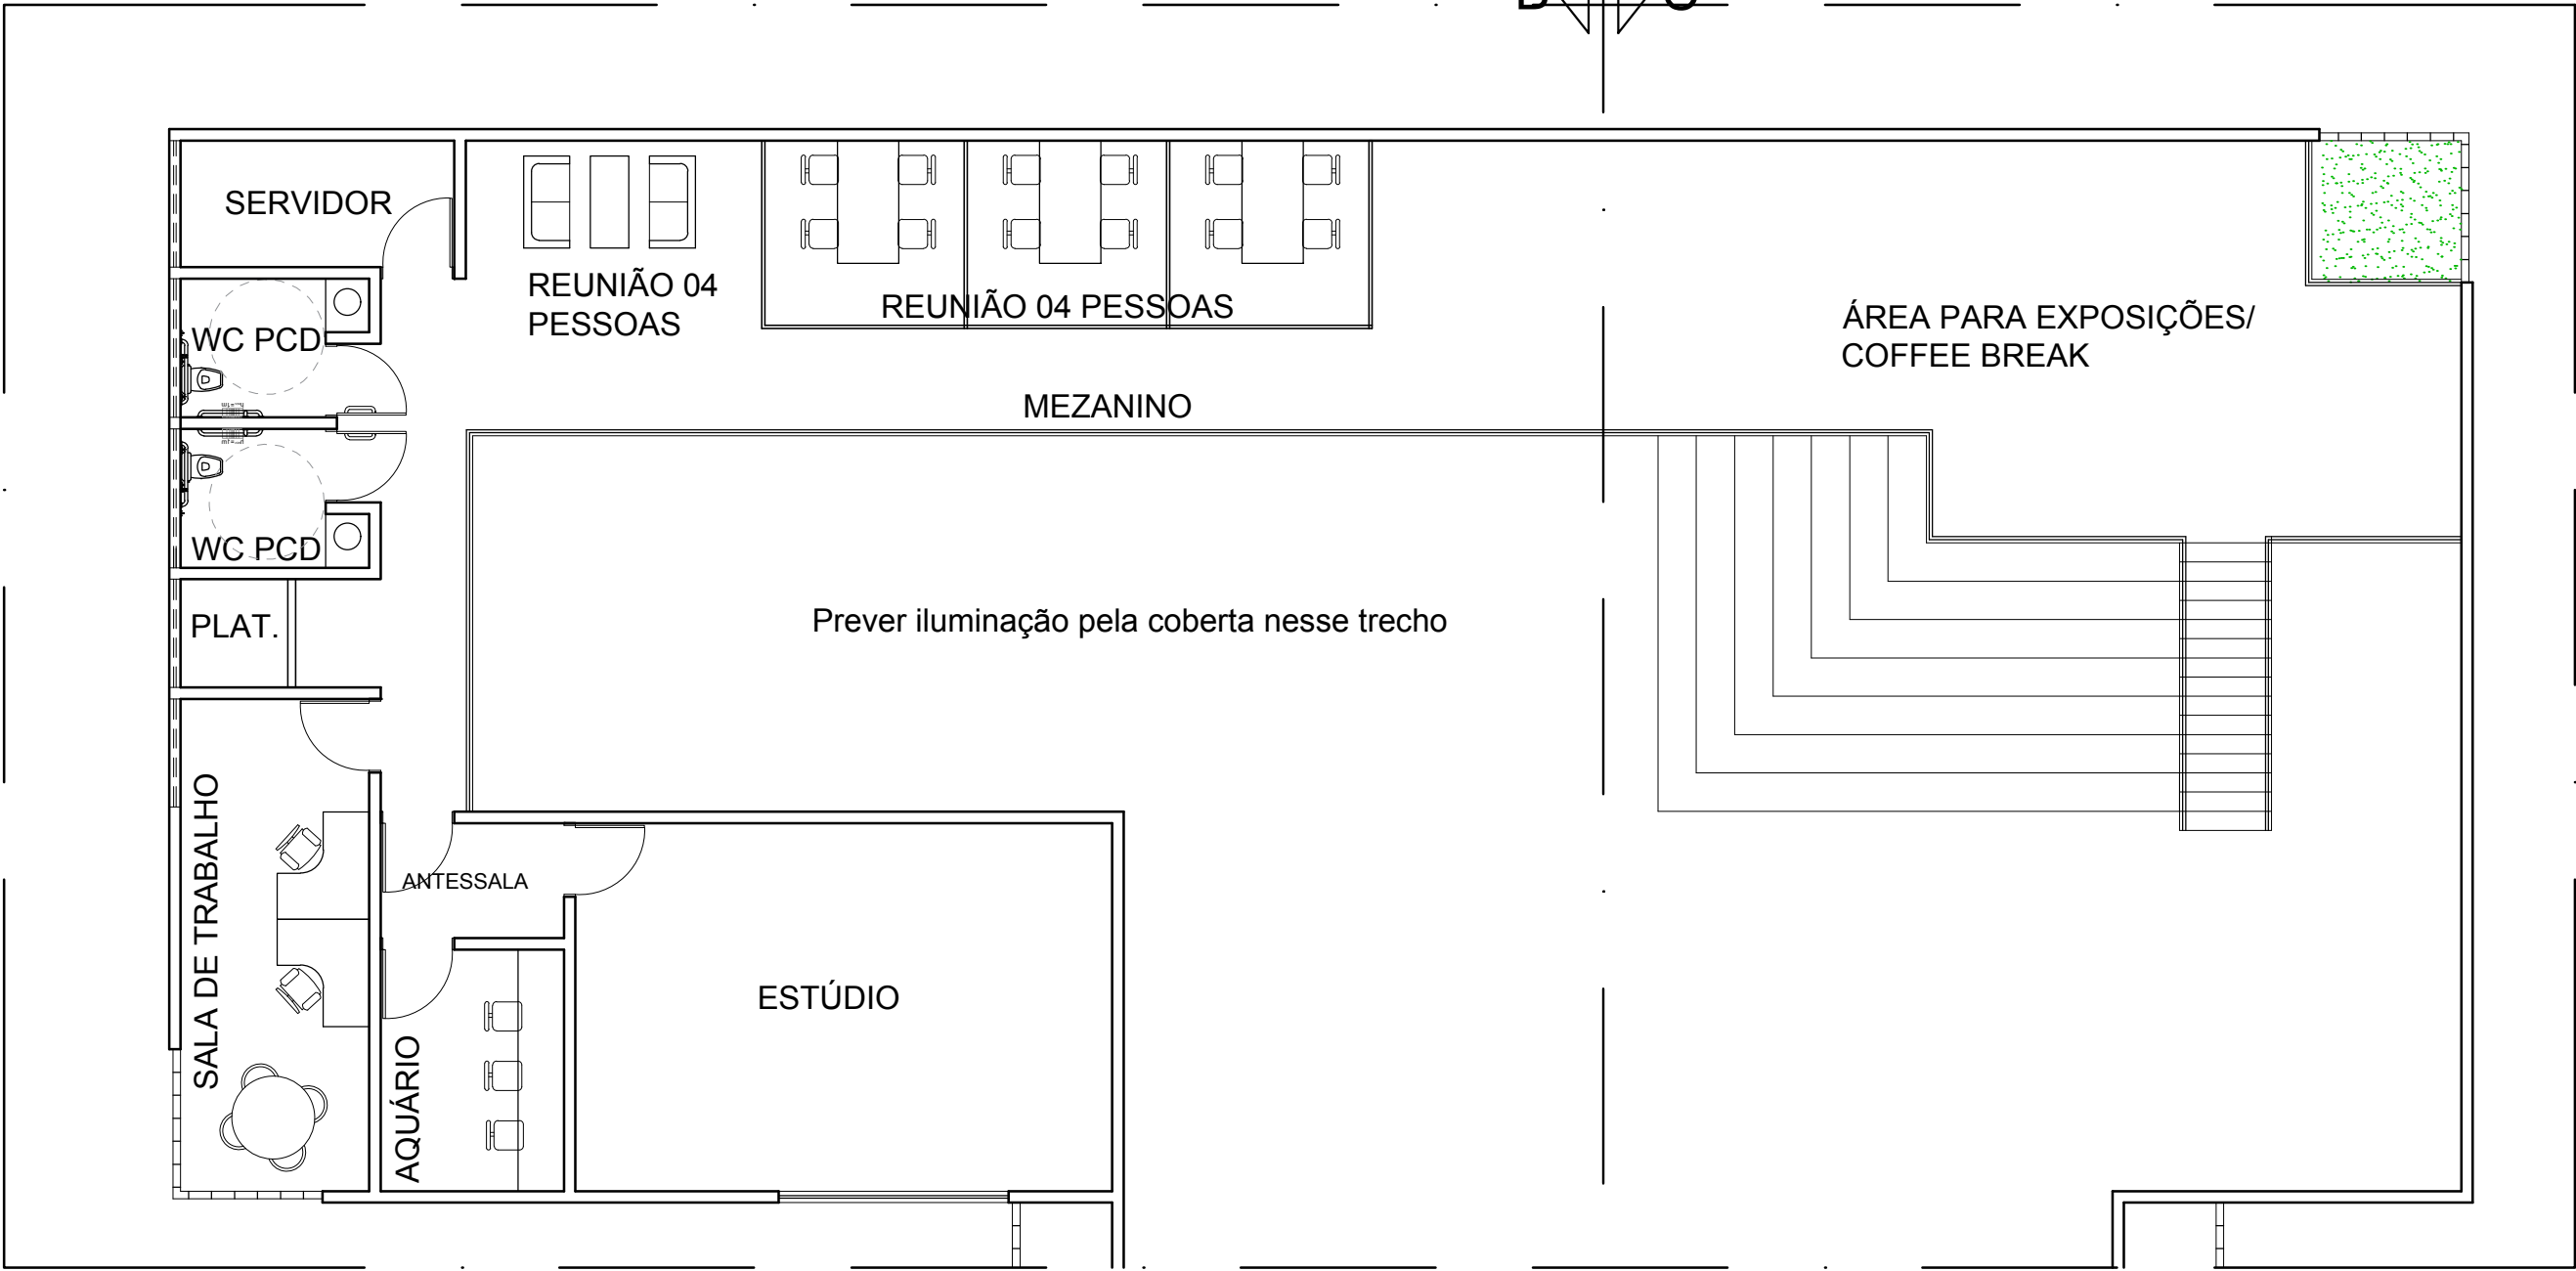 SERVIDOR
REUNIÃO 04
PESSOAS
REUNIÃO 04 PESSOAS
ÁREA PARA EXPOSIÇÕES/
COFFEE BREAK
WC PCD
MEZANINO
WC PCD
PLAT.
Prever iluminação pela coberta nesse trecho
SALA DE TRABALHO
ANTESSALA
AQUÁRIO
ESTÚDIO